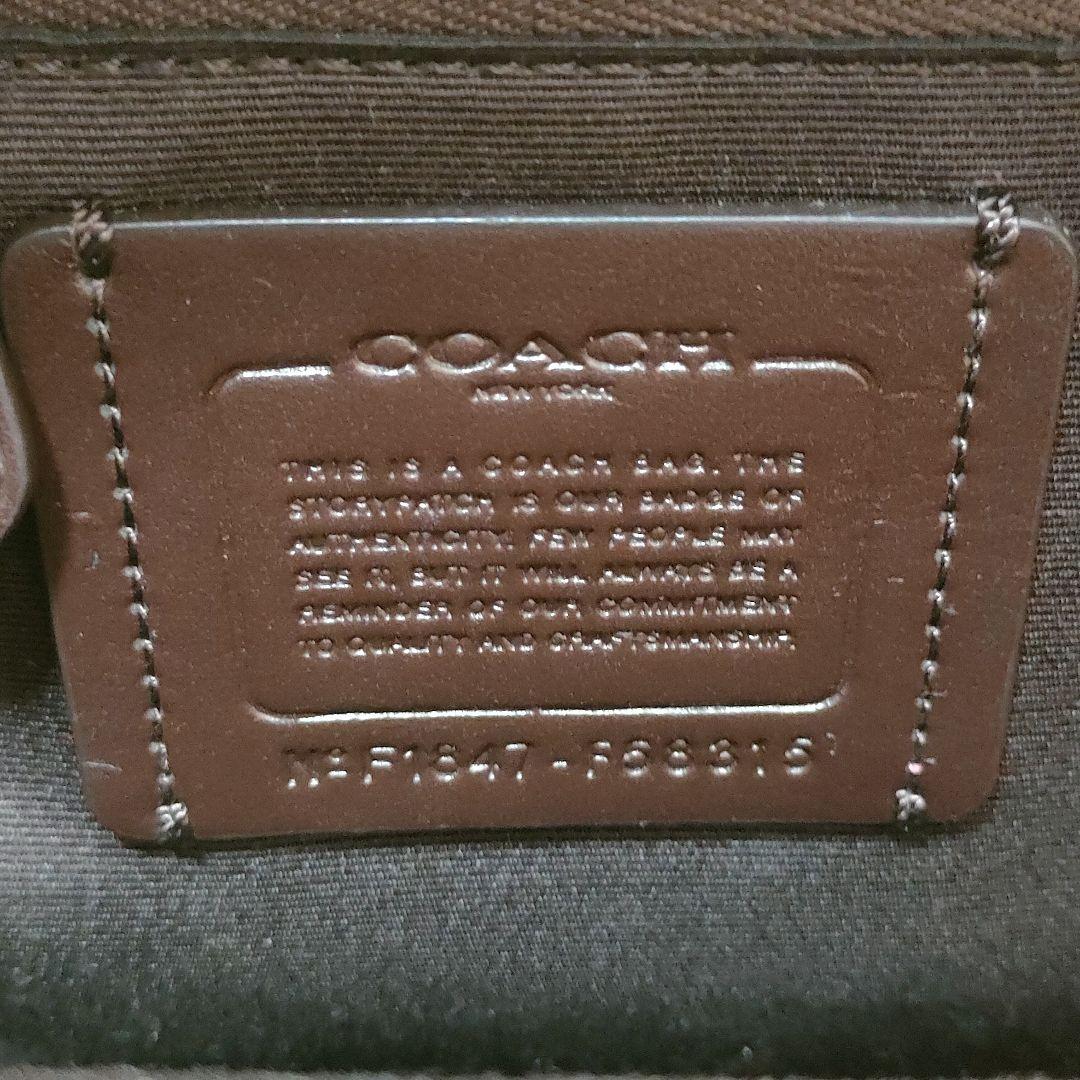 COACH
NEW YORK
THIS IS A COACH BAG. THE
STORYPATCH IS OUR BADGE OF
AUTHENTICITY. FEW PEOPLE MAY
SEE IT, BUT IT WILL ALWAYS BE A
REMINDER OF OUR COMMITMENT
TO QUALITY AND CRAFTSMANSHIP.
Nº F1847-F58315